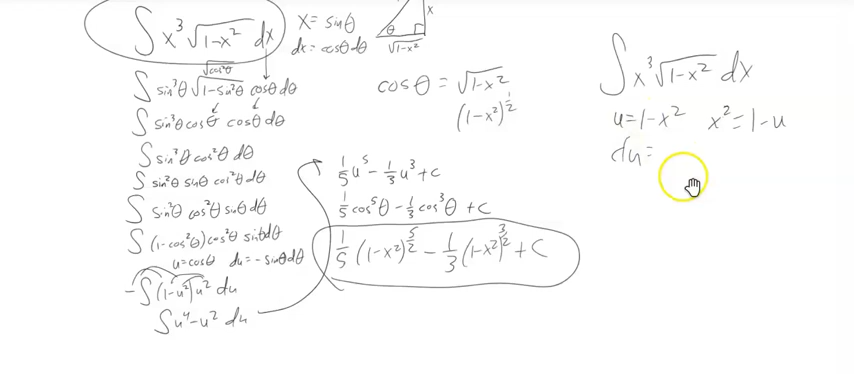 ∫ x³ √(1-x²) dx
x = sinθ
dx = cosθ dθ
θ
x
√(1-x²)
√cos²θ
∫ sin³θ √(1-sin²θ) cosθ dθ
∫ sin³θ cosθ cosθ dθ
∫ sin³θ cos²θ dθ
∫ sin²θ sinθ cos²θ dθ
∫ sin²θ cos²θ sinθ dθ
∫ (1-cos²θ) cos²θ sinθ dθ
u = cosθ du = -sinθ dθ
-∫ (1-u²) u² du
∫ u⁴ - u² du
cosθ = √(1-x²)
(1-x²)^(1/2)
1/5 u⁵ - 1/3 u³ + C
1/5 cos⁵θ - 1/3 cos³θ + C
1/5 (1-x²)^(5/2) - 1/3 (1-x²)^(3/2) + C
∫ x³ √(1-x²) dx
u = 1-x² x² = 1-u
du =